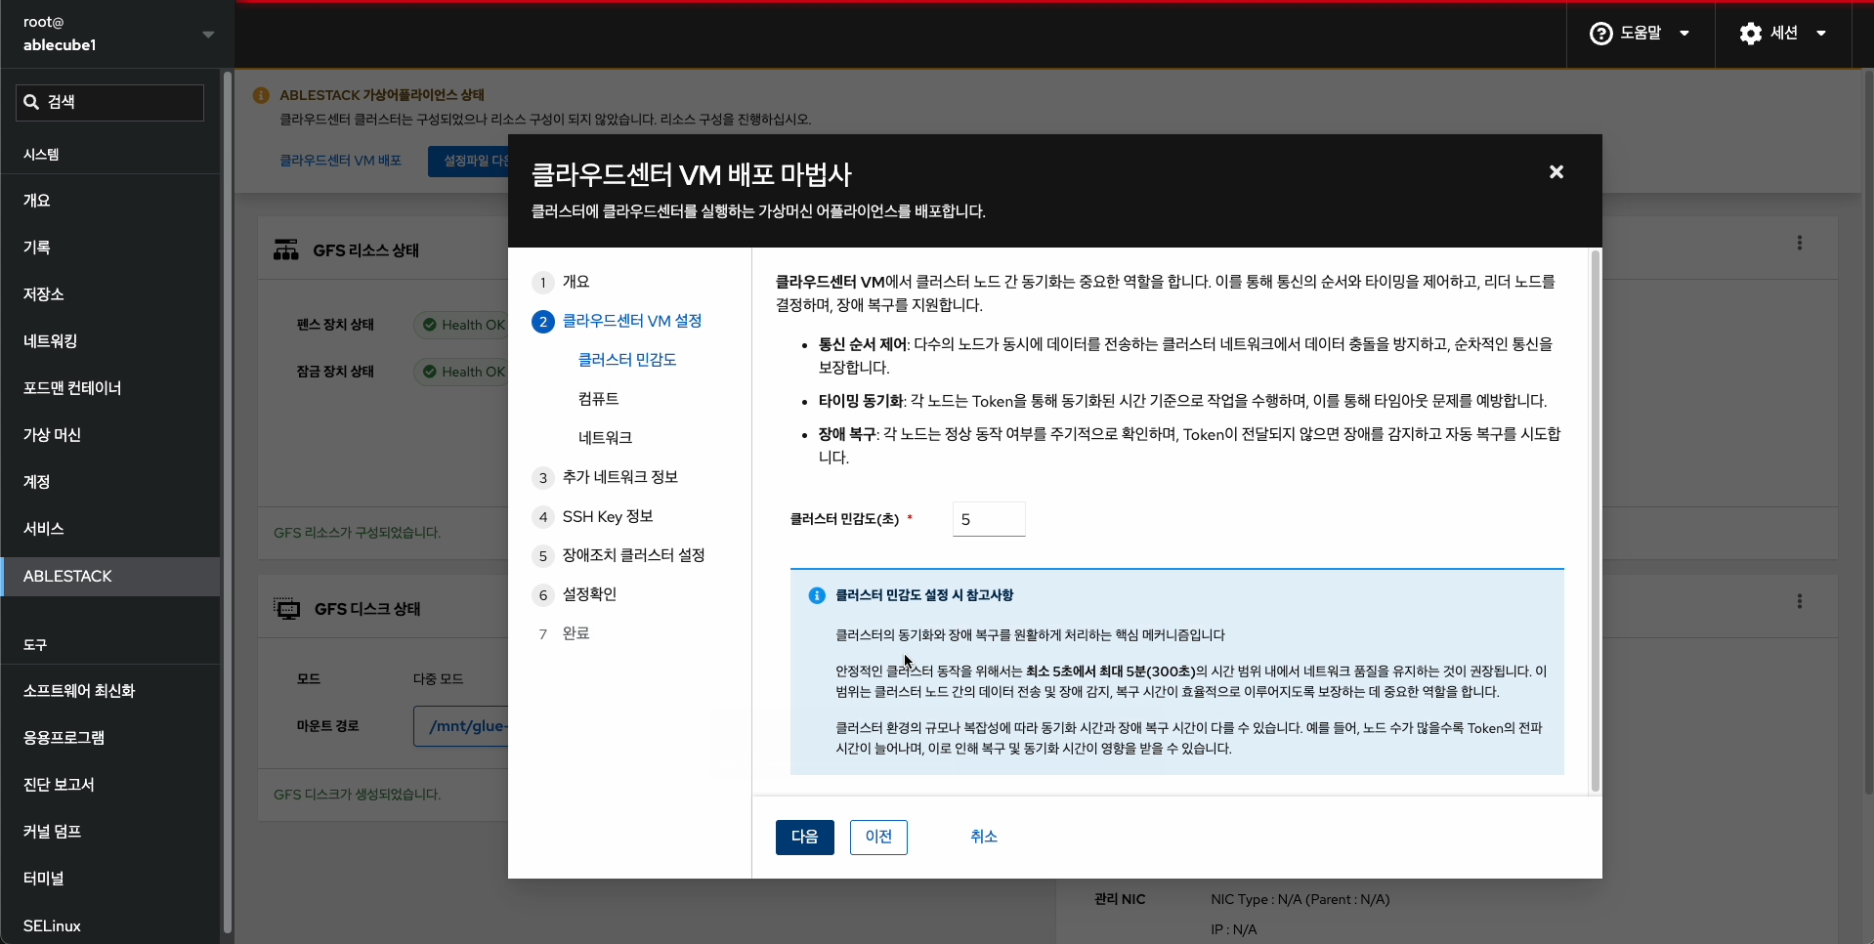 root@
ablecube1
도움말
세션
검색
시스템
개요
기록
저장소
네트워킹
포드맨 컨테이너
가상 머신
계정
서비스
ABLESTACK
도구
소프트웨어 최신화
응용프로그램
진단 보고서
커널 덤프
터미널
SELinux
ABLESTACK 가상어플라이언스 상태
클라우드센터 클러스터는 구성되었으나 리소스 구성이 되지 않았습니다. 리소스 구성을 진행하십시오.
클라우드센터 VM 배포
설정파일
GFS 리소스 상태
펜스 장치 상태
Health OK
잠금 장치 상태
Health OK
GFS 리소스가 구성되었습니다.
GFS 디스크 상태
모드
다중 모드
마운트 경로
/mnt/glue-
GFS 디스크가 생성되었습니다.
클라우드센터 VM 배포 마법사
클러스터에 클라우드센터를 실행하는 가상머신 어플라이언스를 배포합니다.
1 개요
2 클라우드센터 VM 설정
클러스터 민감도
컴퓨트
네트워크
3 추가 네트워크 정보
4 SSH Key 정보
5 장애조치 클러스터 설정
6 설정확인
7 완료
클라우드센터 VM에서 클러스터 노드 간 동기화는 중요한 역할을 합니다. 이를 통해 통신의 순서와 타이밍을 제어하고, 리더 노드를
결정하며, 장애 복구를 지원합니다.
• 통신 순서 제어: 다수의 노드가 동시에 데이터를 전송하는 클러스터 네트워크에서 데이터 충돌을 방지하고, 순차적인 통신을
보장합니다.
• 타이밍 동기화: 각 노드는 Token을 통해 동기화된 시간 기준으로 작업을 수행하며, 이를 통해 타임아웃 문제를 예방합니다.
• 장애 복구: 각 노드는 정상 동작 여부를 주기적으로 확인하며, Token이 전달되지 않으면 장애를 감지하고 자동 복구를 시도합
니다.
클러스터 민감도(초) *
5
클러스터 민감도 설정 시 참고사항
클러스터의 동기화와 장애 복구를 원활하게 처리하는 핵심 메커니즘입니다
안정적인 클러스터 동작을 위해서는 최소 5초에서 최대 5분(300초)의 시간 범위 내에서 네트워크 품질을 유지하는 것이 권장됩니다. 이
범위는 클러스터 노드 간의 데이터 전송 및 장애 감지, 복구 시간이 효율적으로 이루어지도록 보장하는 데 중요한 역할을 합니다.
클러스터 환경의 규모나 복잡성에 따라 동기화 시간과 장애 복구 시간이 다를 수 있습니다. 예를 들어, 노드 수가 많을수록 Token의 전파
시간이 늘어나며, 이로 인해 복구 및 동기화 시간이 영향을 받을 수 있습니다.
다음
이전
취소
관리 NIC
NIC Type : N/A (Parent : N/A)
IP : N/A